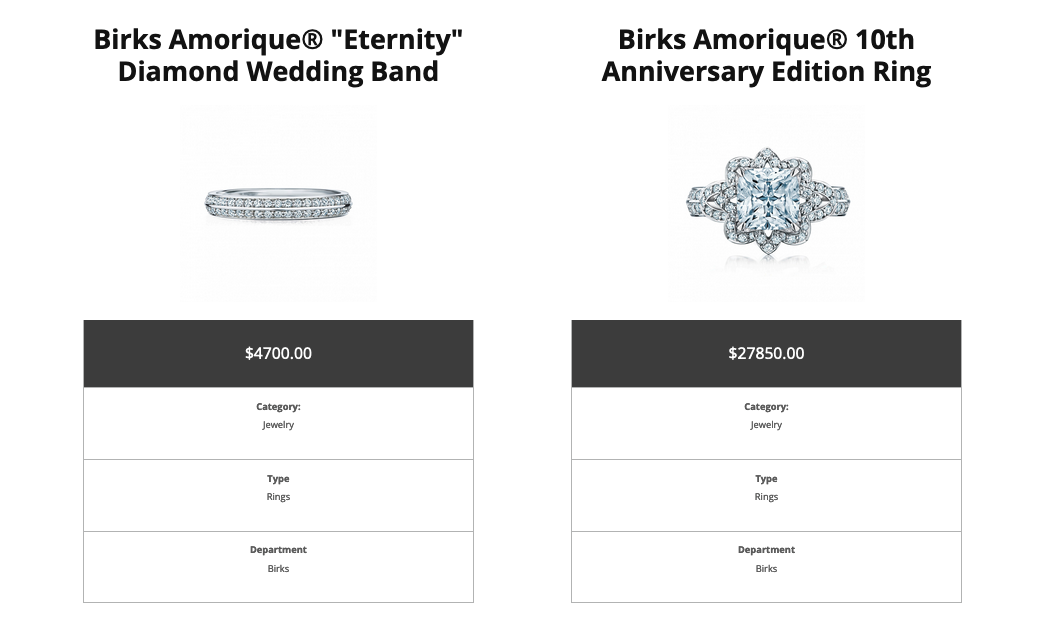 Birks Amorique® "Eternity"
Diamond Wedding Band
$4700.00
Category:
Jewelry
Type
Rings
Department
Birks
Birks Amorique® 10th
Anniversary Edition Ring
$27850.00
Category:
Jewelry
Type
Rings
Department
Birks